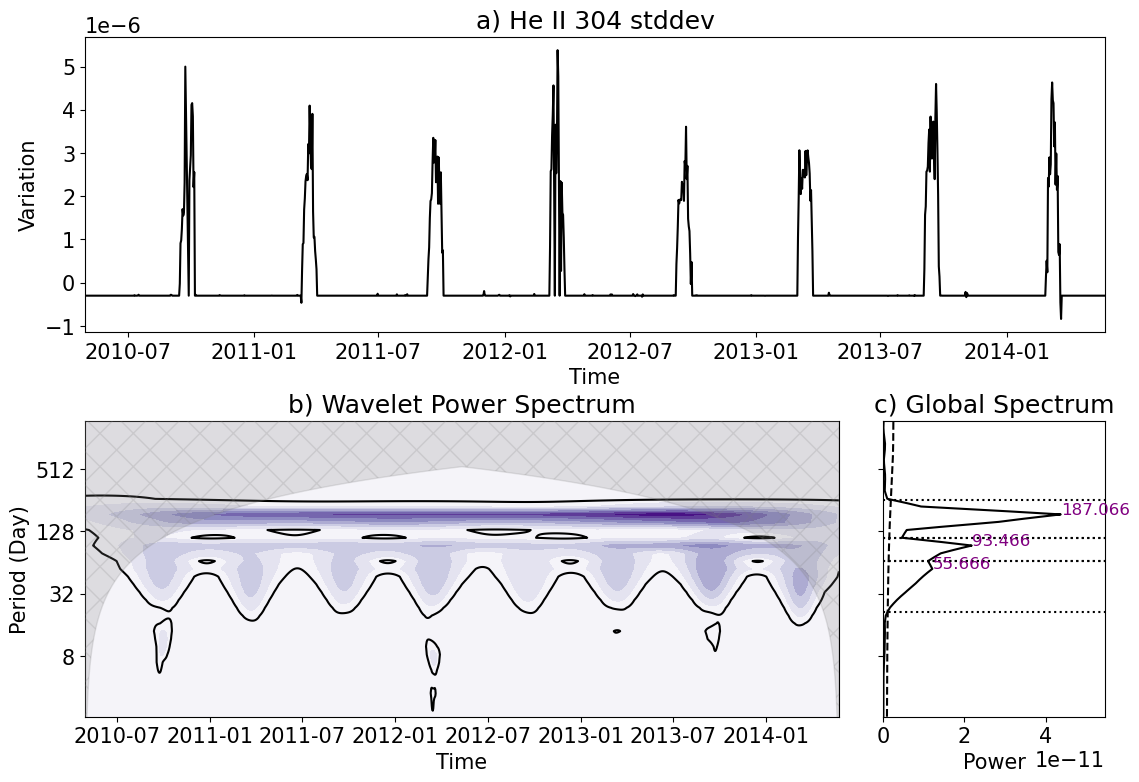 a) He II 304 stddev
1e−6
5
4
3
2
1
0
−1
Variation
2010-07 2011-01 2011-07 2012-01 2012-07 2013-01 2013-07 2014-01
Time
b) Wavelet Power Spectrum
512
128
32
8
Period (Day)
2010-07 2011-01 2011-07 2012-01 2012-07 2013-01 2013-07 2014-01
Time
c) Global Spectrum
187.066
93.466
55.666
0 2 4
Power 1e−11